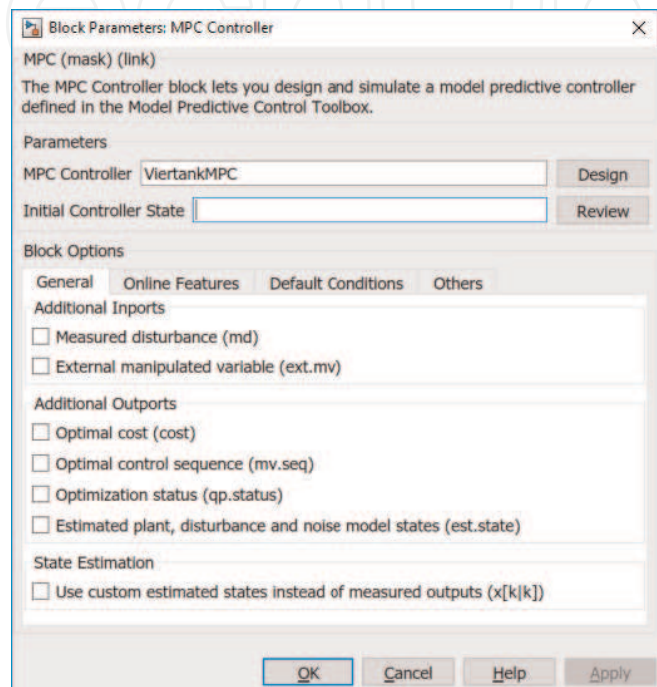 Block Parameters: MPC Controller
MPC (mask) (link)
The MPC Controller block lets you design and simulate a model predictive controller
defined in the Model Predictive Control Toolbox.
Parameters
MPC Controller ViertankMPC Design
Initial Controller State Review
Block Options
General Online Features Default Conditions Others
Additional Inports
Measured disturbance (md)
External manipulated variable (ext.mv)
Additional Outports
Optimal cost (cost)
Optimal control sequence (mv.seq)
Optimization status (qp.status)
Estimated plant, disturbance and noise model states (est.state)
State Estimation
Use custom estimated states instead of measured outputs (x[k|k])
OK Cancel Help Apply